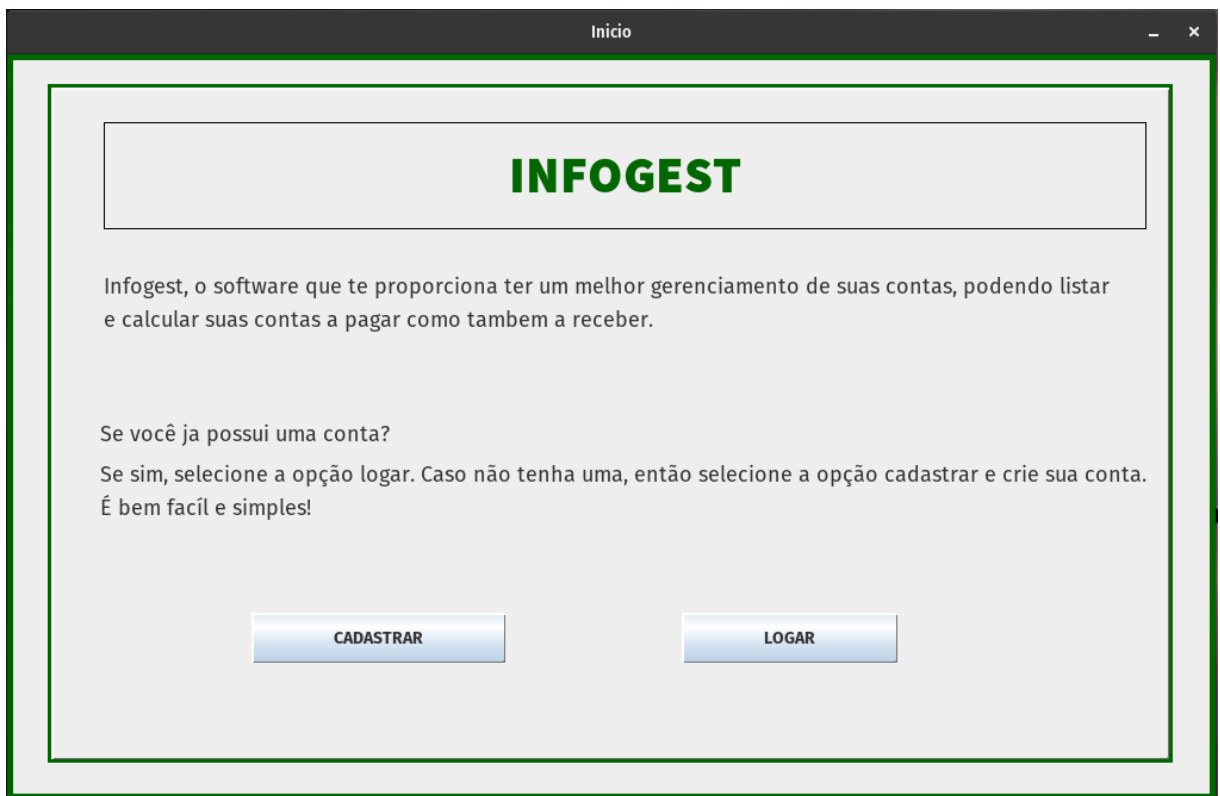 Inicio
INFOGEST
Infogest, o software que te proporciona ter um melhor gerenciamento de suas contas, podendo listar
e calcular suas contas a pagar como tambem a receber.
Se você ja possui uma conta?
Se sim, selecione a opção logar. Caso não tenha uma, então selecione a opção cadastrar e crie sua conta.
É bem facíl e simples!
CADASTRAR
LOGAR